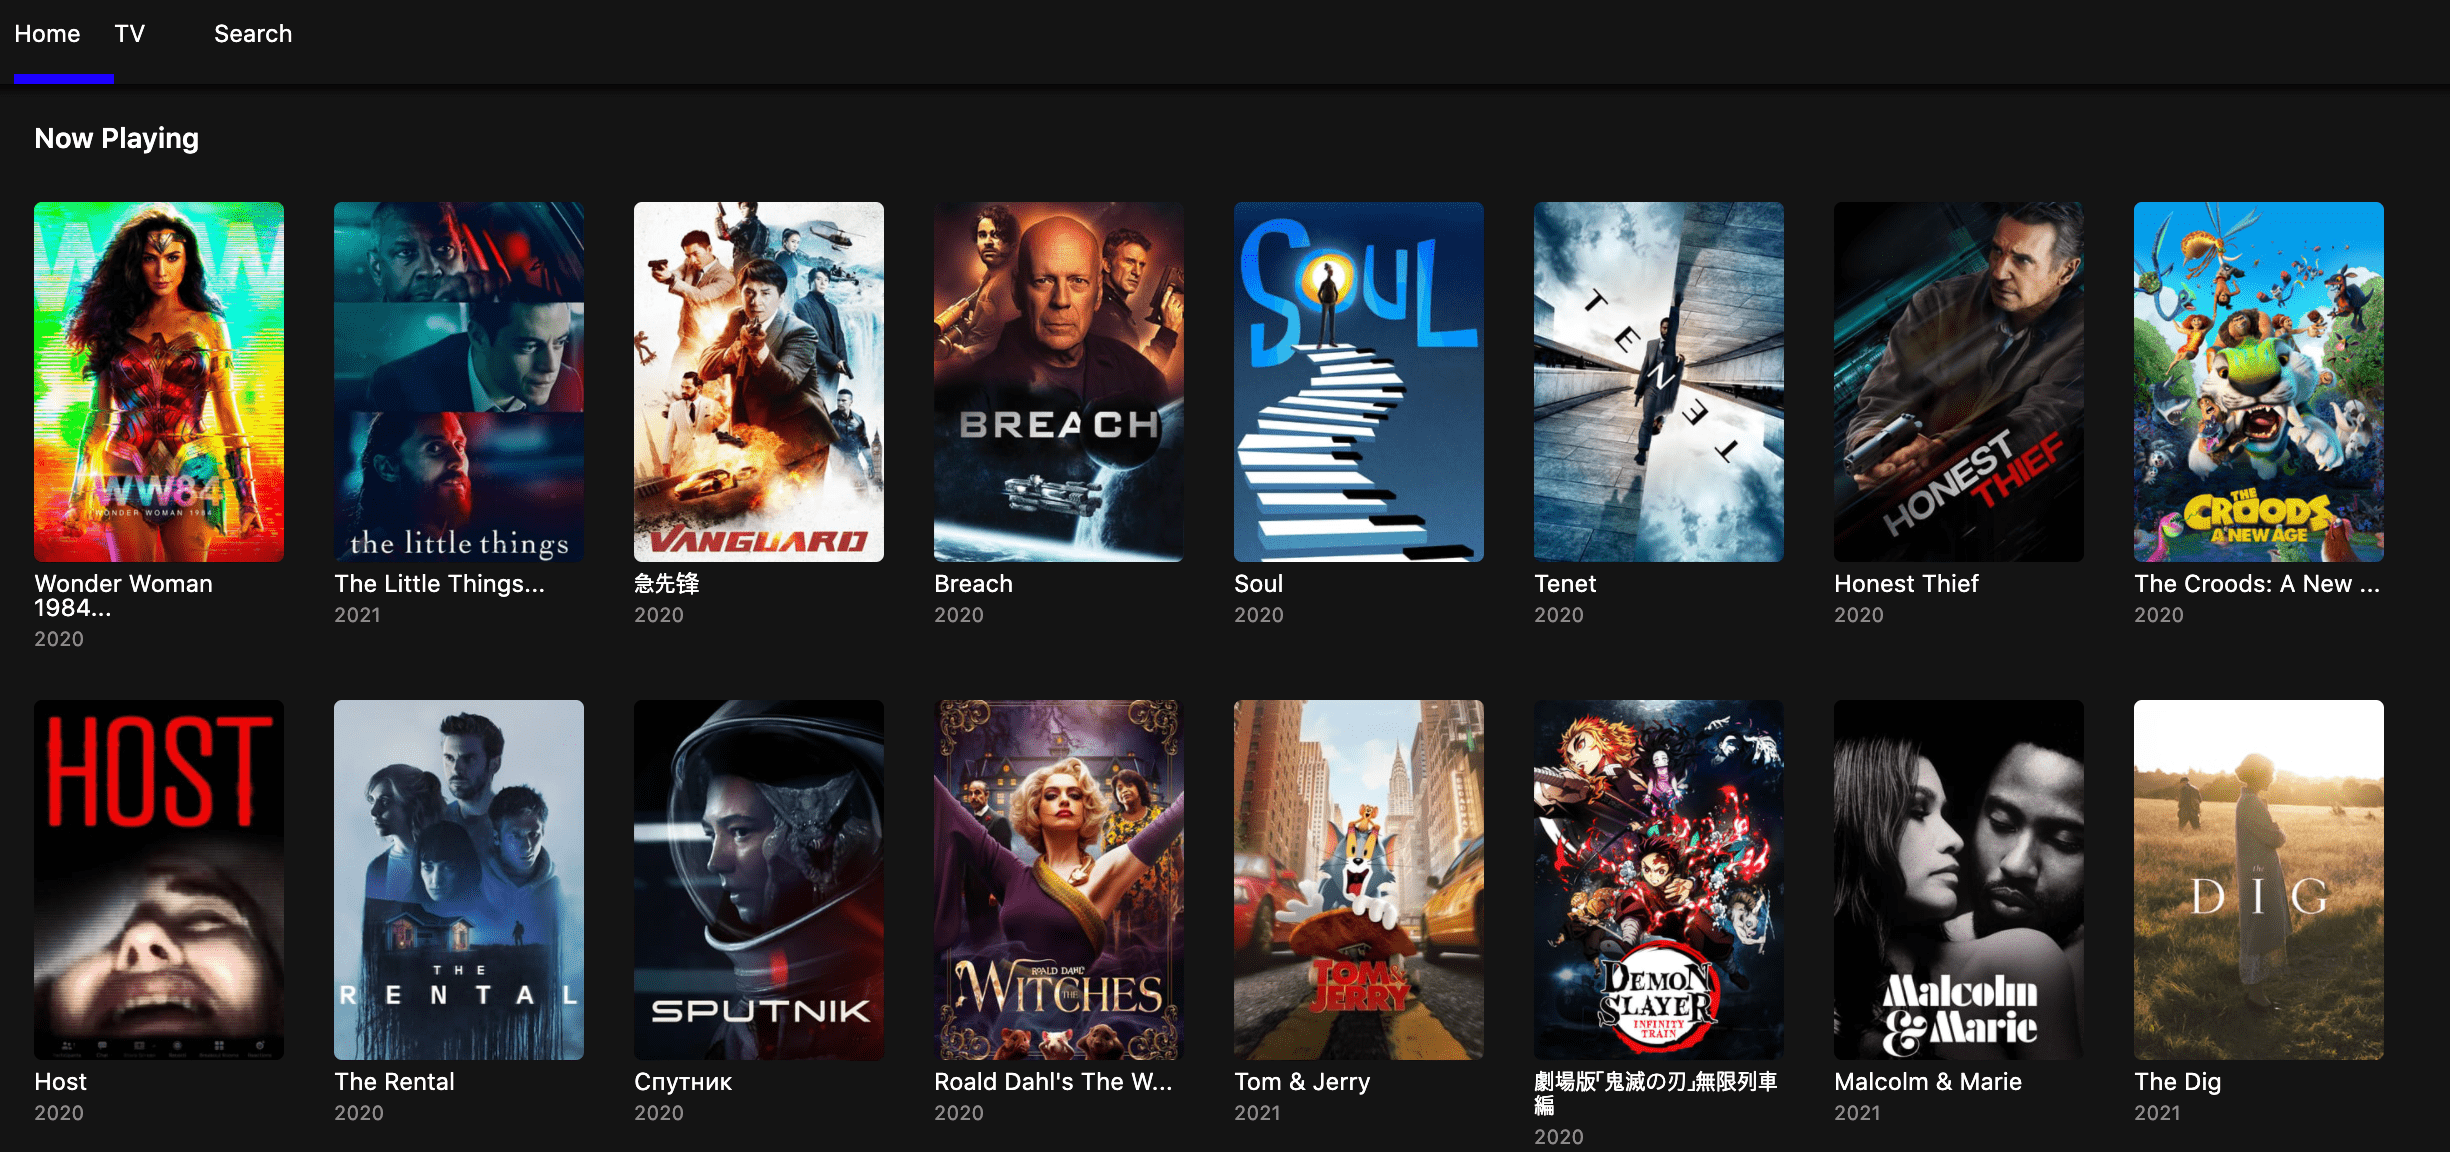 Home TV Search
Now Playing
WW
WW84
WONDER WOMAN 1984
the little things
VANGUARD
BREACH
SOUL
TENET
HONEST THIEF
THE CROODS A NEW AGE
Wonder Woman
1984...
2020
The Little Things...
2021
急先锋
2020
Breach
2020
Soul
2020
Tenet
2020
Honest Thief
2020
The Croods: A New ...
2020
HOST
THE
RENTAL
SPUTNIK
ROALD DAHL'S
THE WITCHES
TOM & JERRY
DEMON
SLAYER
INFINITY
TRAIN
Malcolm
& Marie
the
DIG
Host
2020
The Rental
2020
Спутник
2020
Roald Dahl's The W...
2020
Tom & Jerry
2021
劇場版「鬼滅の刃」無限列車
編
2020
Malcolm & Marie
2021
The Dig
2021